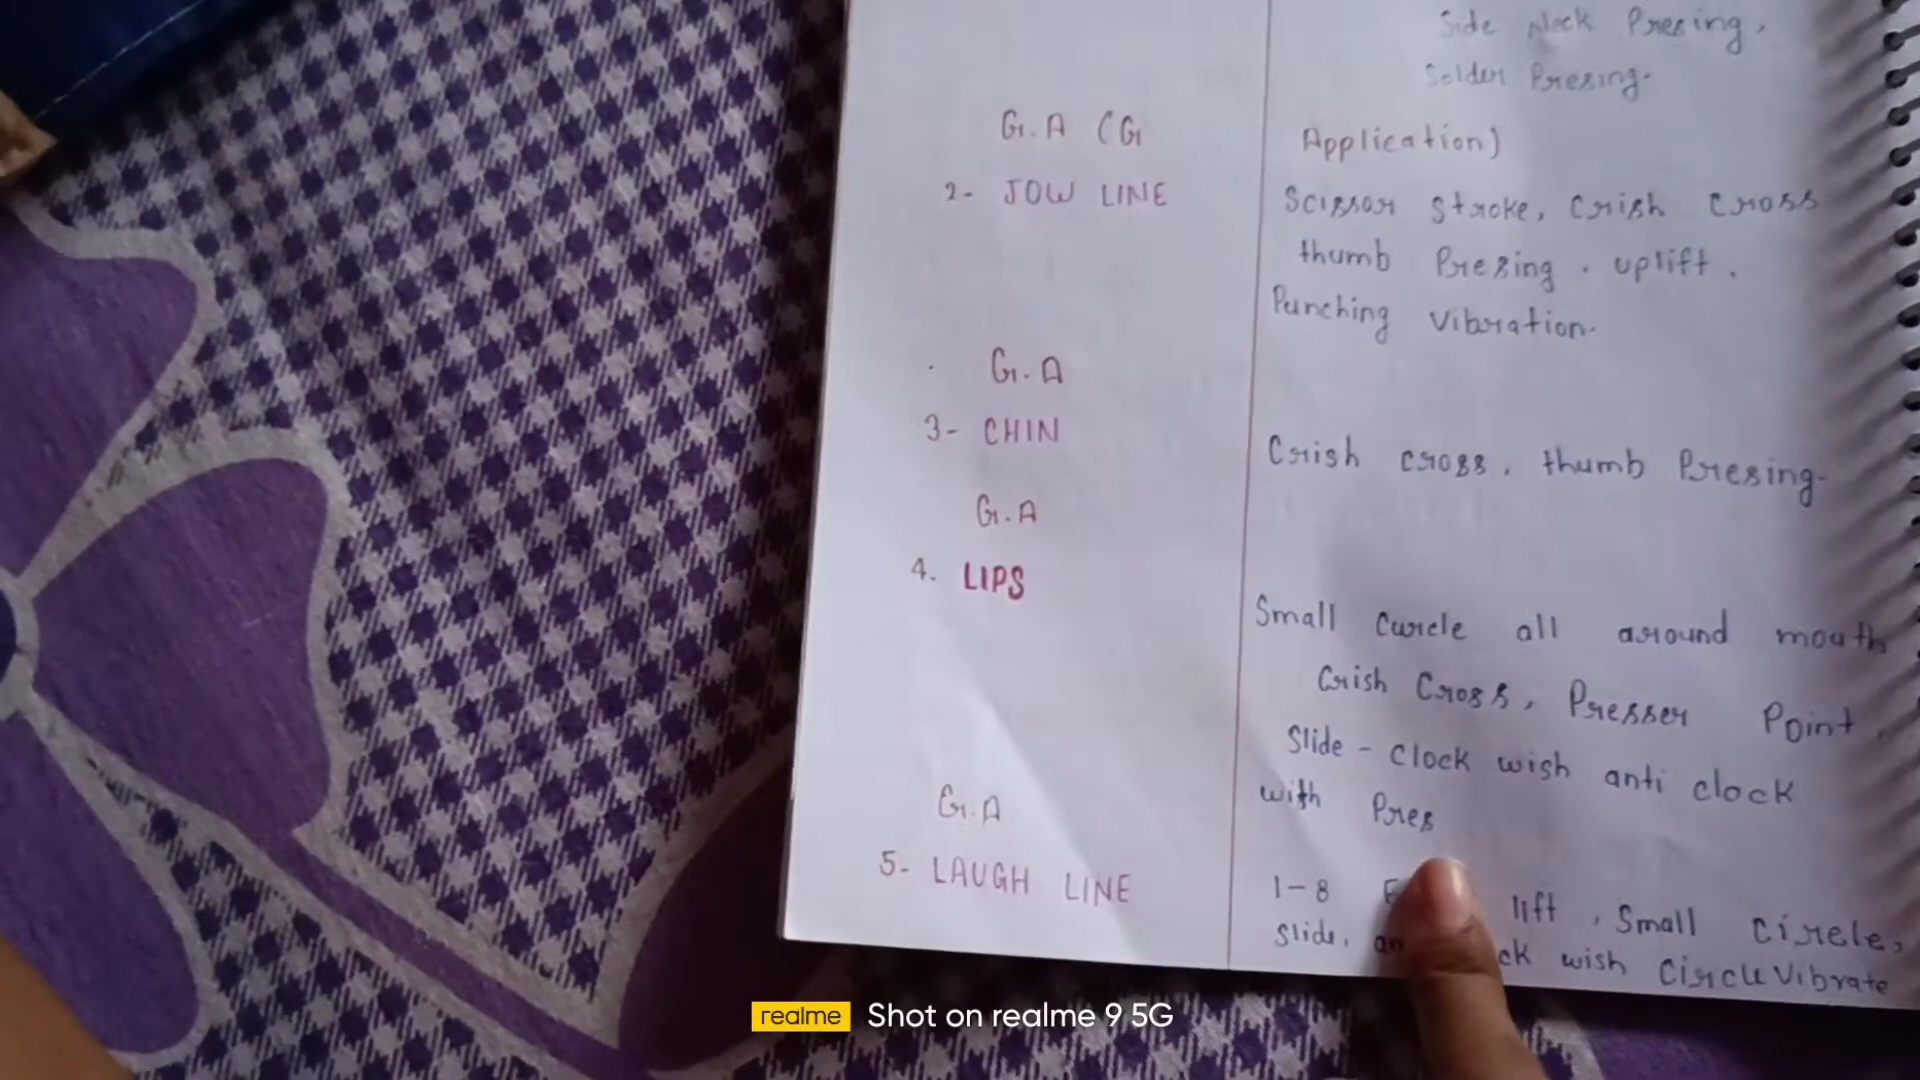 Side Neck Presing,
Solder Presing.
G.A (G Application)
2- JOW LINE Scissor stroke, Crish cross
thumb Presing. uplift.
Punching Vibration.
G.A
3- CHIN Crish cross, thumb Presing.
G.A
4. LIPS
Small Curcle all around mouth
Crish Cross, Presser Point,
Slide - Clock wish anti clock
with Pres
G.A
5- LAUGH LINE 1-8 lift, Small Circle,
Slide, ck wish Circle Vibrate
realme Shot on realme 9 5G